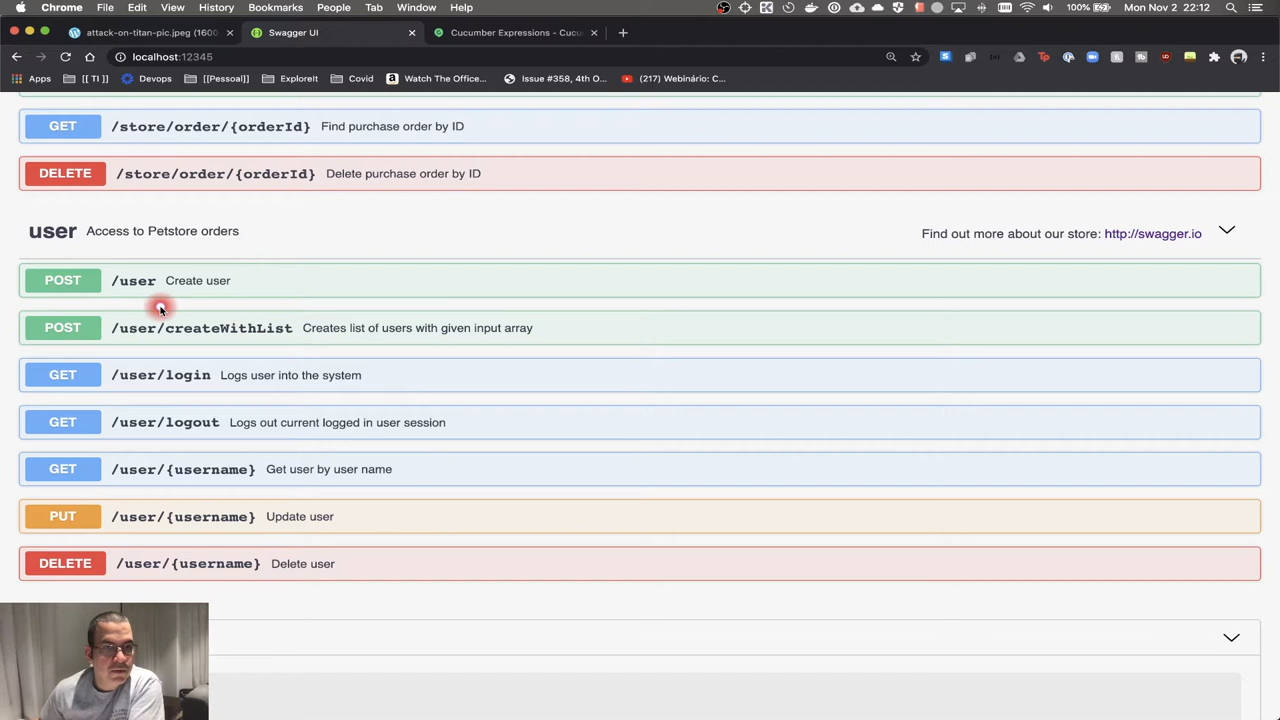 Chrome File Edit View History Bookmarks People Tab Window Help 100% Mon Nov 2 22:12
attack-on-titan-pic.jpeg (1600 Swagger UI Cucumber Expressions - Cucu
localhost:12345
Apps [[ TI ]] Devops [[Pessoal]] ExploreIt Covid Watch The Office... Issue #358, 4th O... (217) Webinário: C...
GET /store/order/{orderId} Find purchase order by ID
DELETE /store/order/{orderId} Delete purchase order by ID
user Access to Petstore orders Find out more about our store: http://swagger.io
POST /user Create user
POST /user/createWithList Creates list of users with given input array
GET /user/login Logs user into the system
GET /user/logout Logs out current logged in user session
GET /user/{username} Get user by user name
PUT /user/{username} Update user
DELETE /user/{username} Delete user